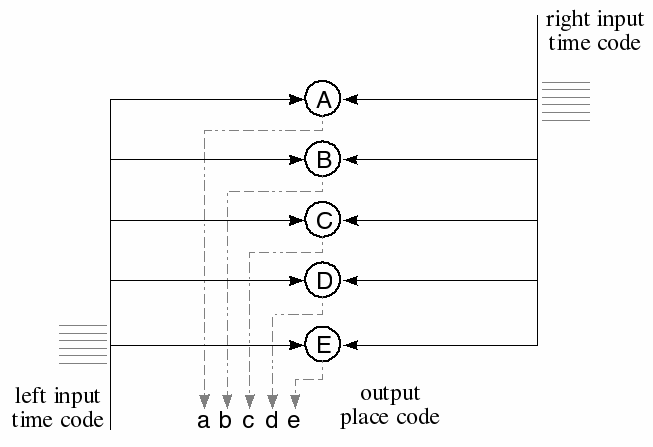 right input
time code
A
B
C
D
E
left input
time code
output
place code
a b c d e